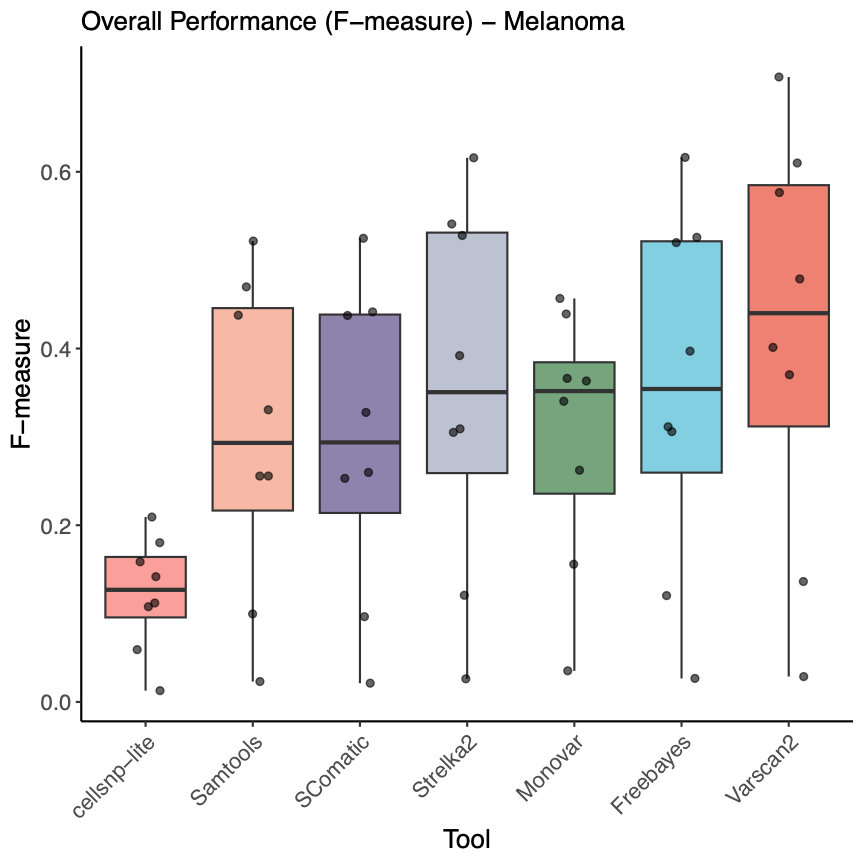 Overall Performance (F−measure) − Melanoma
F−measure
0.6
0.4
0.2
0.0
cellsnp−lite
Samtools
SComatic
Strelka2
Monovar
Freebayes
Varscan2
Tool